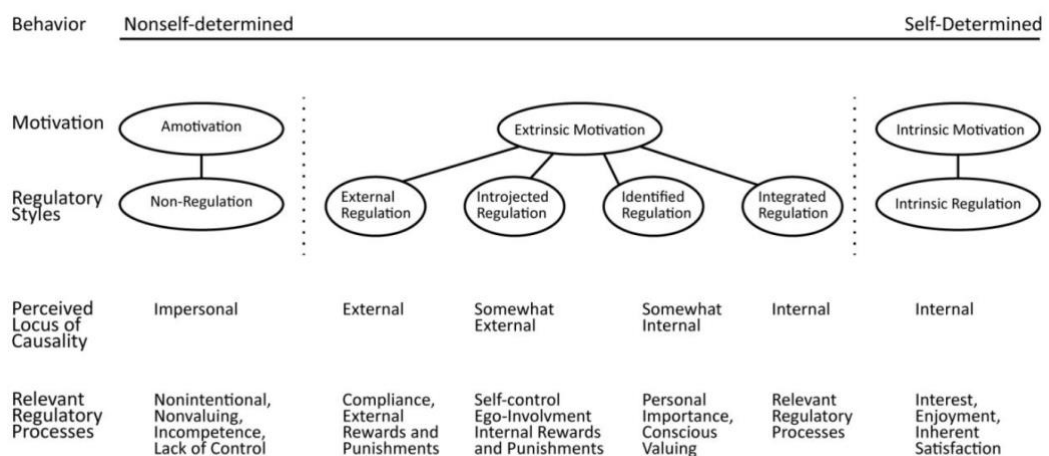 Behavior Nonself-determined Self-Determined
Motivation Amotivation Extrinsic Motivation Intrinsic Motivation
Regulatory
Styles
Non-Regulation
External
Regulation
Introjected
Regulation
Identified
Regulation
Integrated
Regulation
Intrinsic Regulation
Perceived
Locus of
Causality
Impersonal
External
Somewhat
External
Somewhat
Internal
Internal
Internal
Relevant
Regulatory
Processes
Nonintentional,
Nonvaluing,
Incompetence,
Lack of Control
Compliance,
External
Rewards and
Punishments
Self-control
Ego-Involvment
Internal Rewards
and Punishments
Personal
Importance,
Conscious
Valuing
Relevant
Regulatory
Processes
Interest,
Enjoyment,
Inherent
Satisfaction